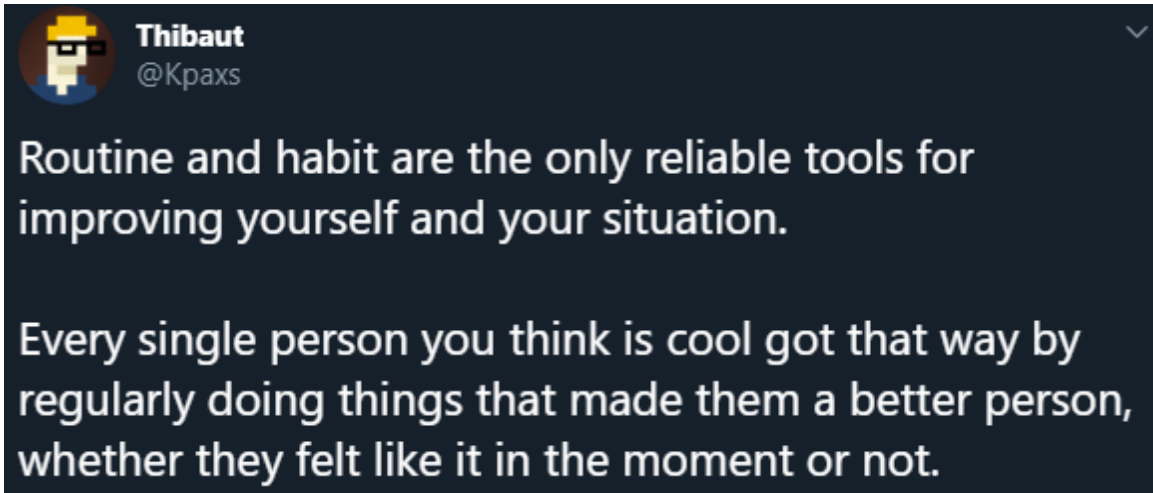 Thibaut
@Kpaxs
Routine and habit are the only reliable tools for
improving yourself and your situation.
Every single person you think is cool got that way by
regularly doing things that made them a better person,
whether they felt like it in the moment or not.